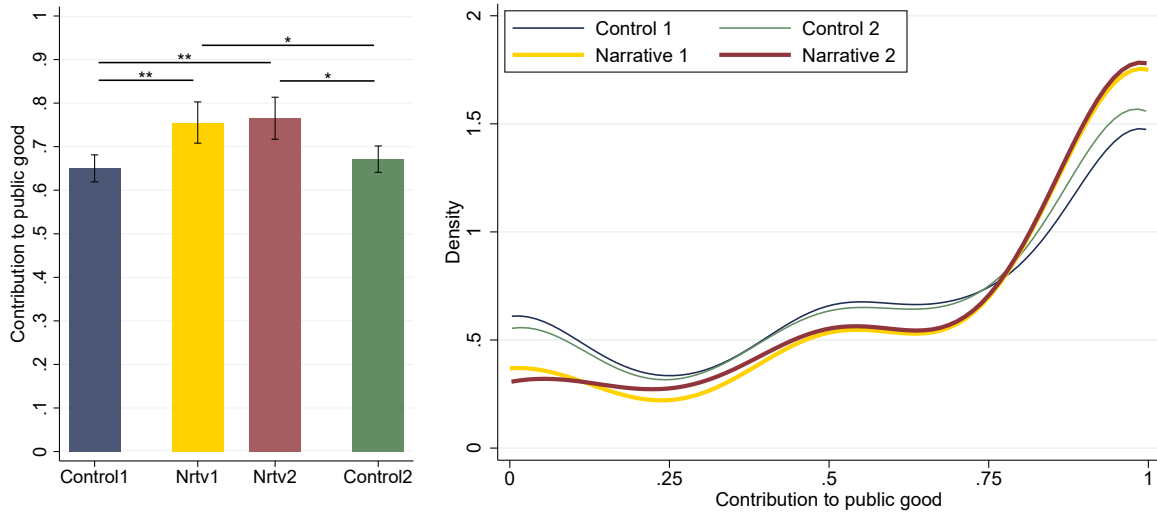 Contribution to public good
1
.9
.8
.7
.6
.5
.4
.3
.2
.1
0
*
**
** *
Control1 Nrtv1 Nrtv2 Control2
Control 1 Control 2
Narrative 1 Narrative 2
Density
2
1.5
1
.5
0
0 .25 .5 .75 1
Contribution to public good